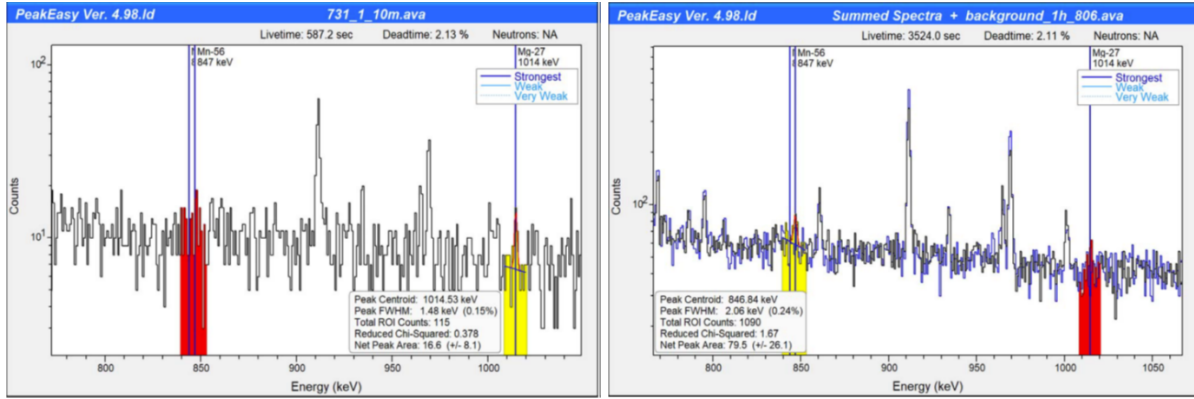 PeakEasy Ver. 4.98.ld 731_1_10m.ava
Livetime: 587.2 sec Deadtime: 2.13 % Neutrons: NA
Mn-56
847 keV
Mg-27
1014 keV
Strongest
Weak
Very Weak
10²
10¹
Counts
Peak Centroid: 1014.53 keV
Peak FWHM: 1.48 keV (0.15%)
Total ROI Counts: 115
Reduced Chi-Squared: 0.378
Net Peak Area: 16.6 (+/- 8.1)
800 850 900 950 1000
Energy (keV)
PeakEasy Ver. 4.98.ld Summed Spectra + background_1h_806.ava
Livetime: 3524.0 sec Deadtime: 2.11 % Neutrons: NA
Mn-56
847 keV
Mg-27
1014 keV
Strongest
Weak
Very Weak
10²
Counts
Peak Centroid: 846.84 keV
Peak FWHM: 2.06 keV (0.24%)
Total ROI Counts: 1090
Reduced Chi-Squared: 1.67
Net Peak Area: 79.5 (+/- 26.1)
800 850 900 950 1000 1050
Energy (keV)